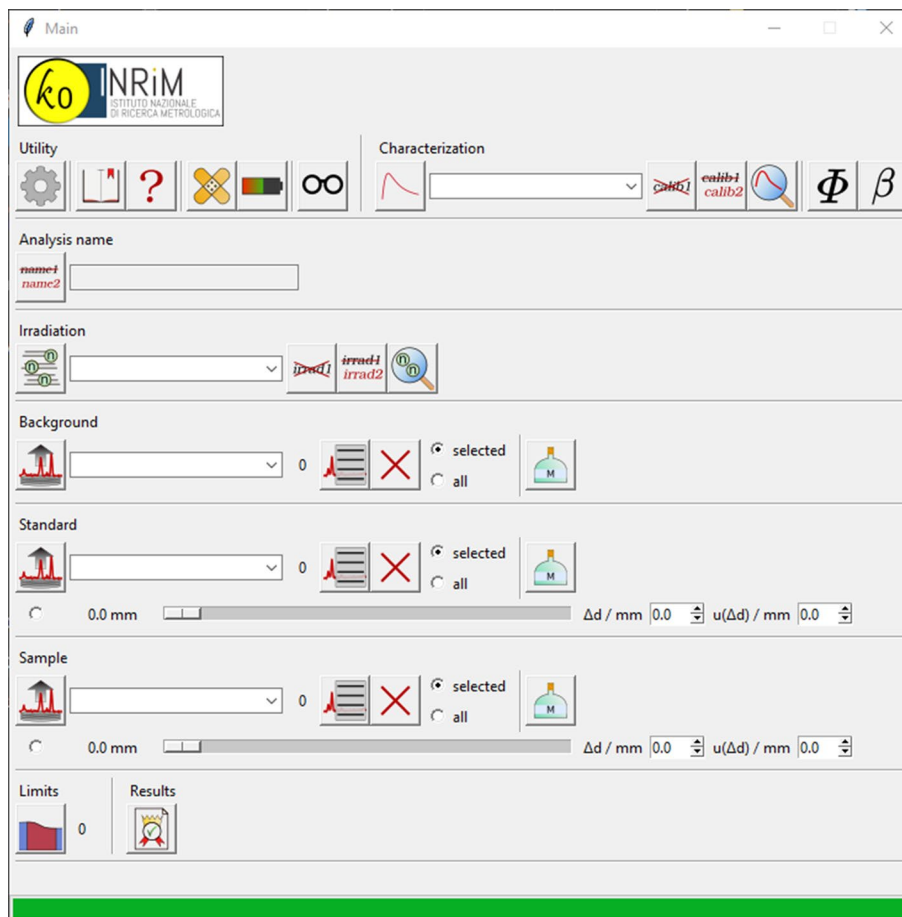 Main
k0 INRiM
ISTITUTO NAZIONALE
DI RICERCA METROLOGICA
Utility
Characterization
?
calib1
calib1
calib2
Φ
β
Analysis name
name1
name2
Irradiation
n
n
n
irrad1
irrad1
irrad2
n
n
Background
0
selected
all
M
Standard
0
selected
all
M
0.0 mm
Δd / mm 0.0 u(Δd) / mm 0.0
Sample
0
selected
all
M
0.0 mm
Δd / mm 0.0 u(Δd) / mm 0.0
Limits
Results
0